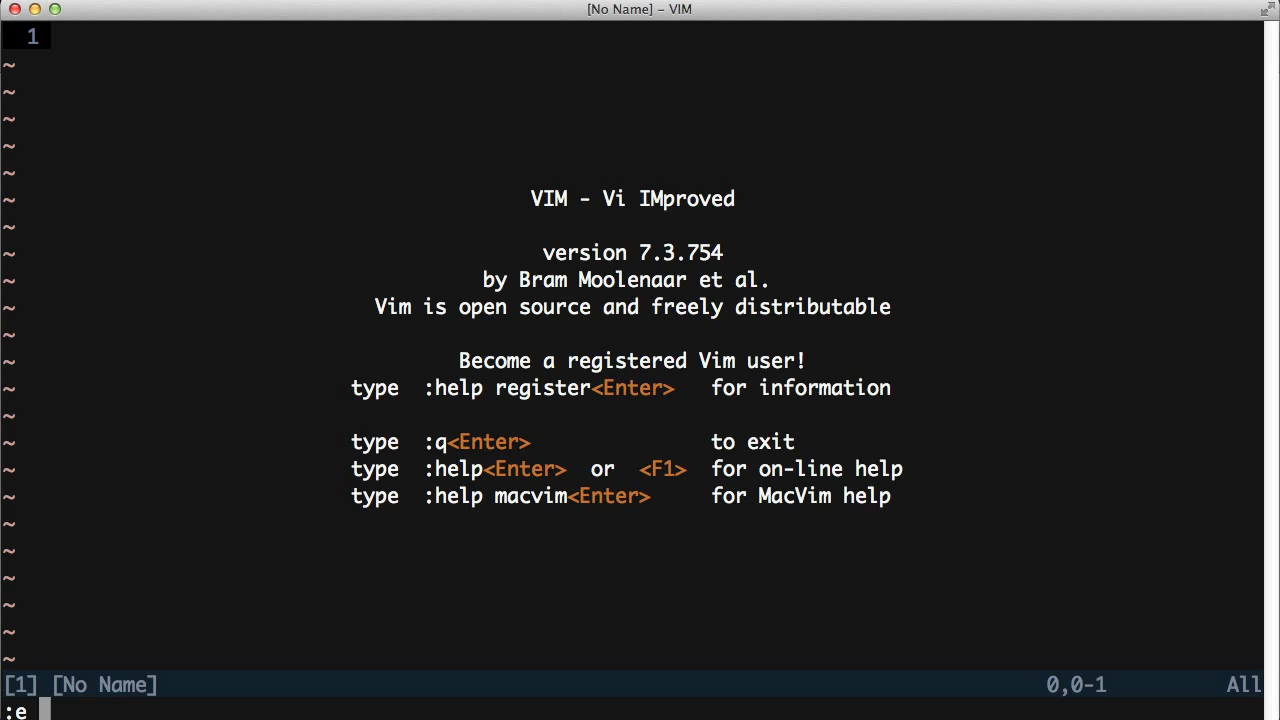 [No Name] – VIM
1
~
~
~
~
~
~ VIM - Vi IMproved
~
~ version 7.3.754
~ by Bram Moolenaar et al.
~ Vim is open source and freely distributable
~
~ Become a registered Vim user!
~ type :help register<Enter> for information
~
~ type :q<Enter> to exit
~ type :help<Enter> or <F1> for on-line help
~ type :help macvim<Enter> for MacVim help
~
~
~
~
~
~
[1] [No Name] 0,0-1 All
:e